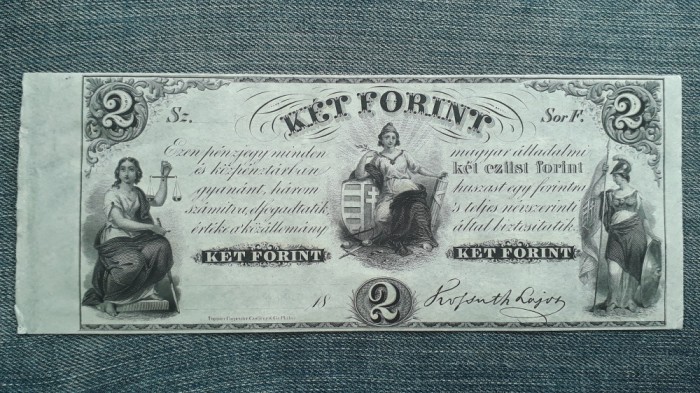 2 Sz. KÉT FORINT Sor F. 2
Ezen pénzjegy minden magyar álladalmi
és közpénztárban két ezüst forint
gyanánt, három huszast egy forintra
számítva, elfogadtatik, 's teljes névszerinti
értéke a közállomány által biztosítatik.
KÉT FORINT KÉT FORINT
18 2 Kossuth Lajos